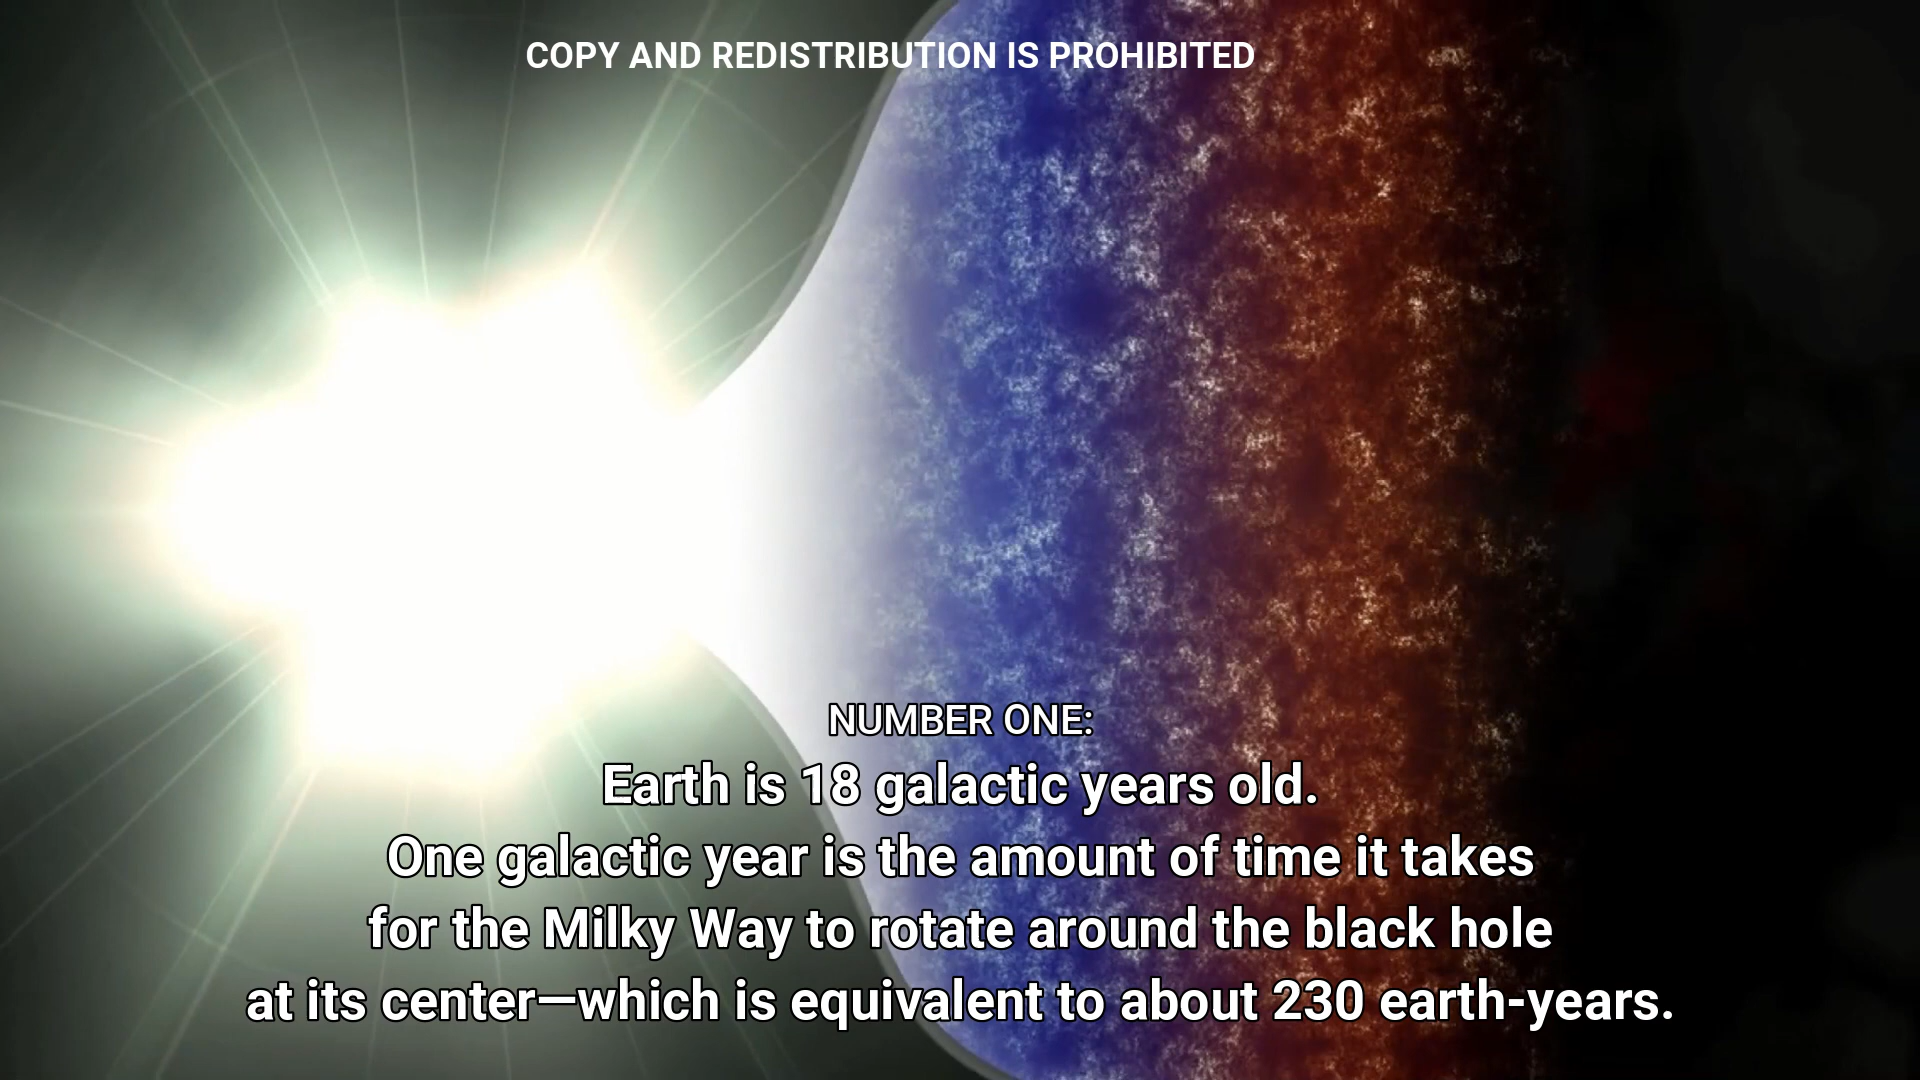 COPY AND REDISTRIBUTION IS PROHIBITED
NUMBER ONE:
Earth is 18 galactic years old.
One galactic year is the amount of time it takes
for the Milky Way to rotate around the black hole
at its center—which is equivalent to about 230 earth-years.